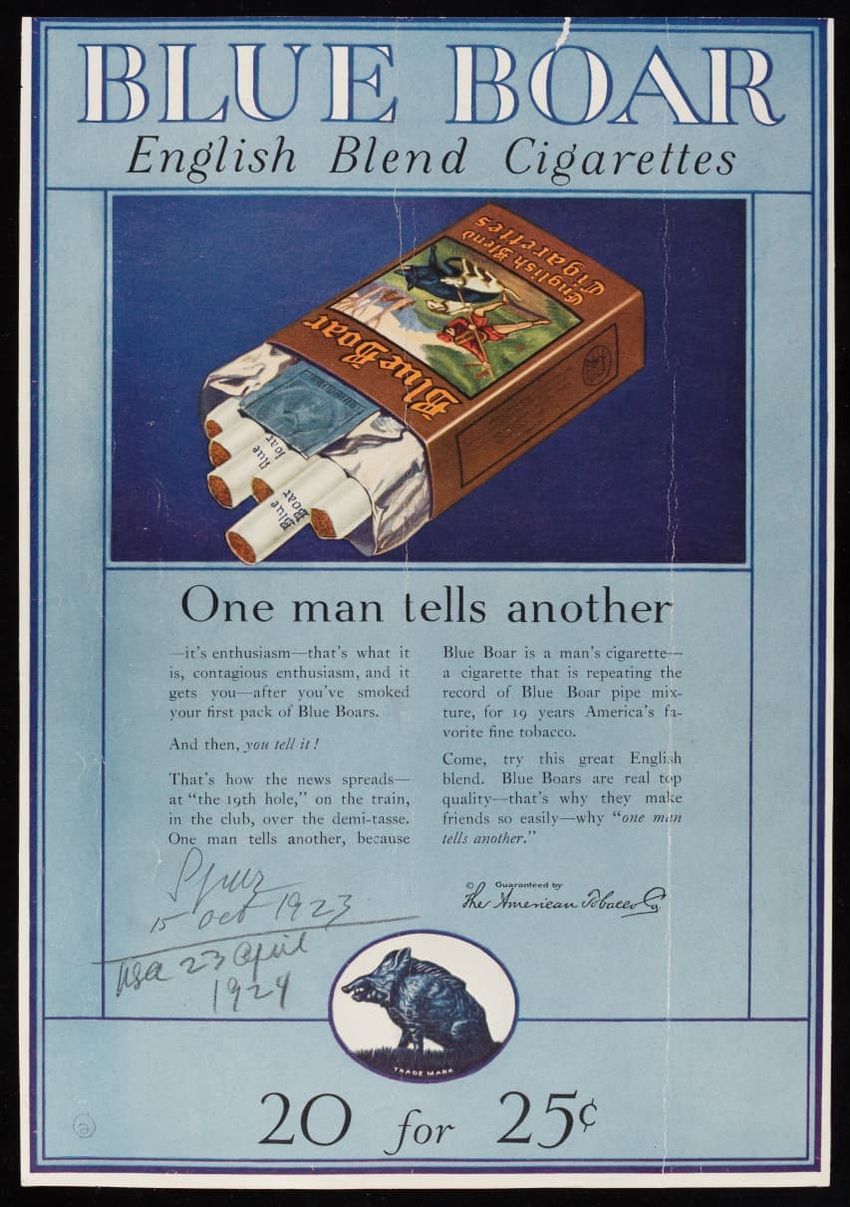 BLUE BOAR
English Blend Cigarettes
English Blend
Cigarettes
Blue Boar
Blue
Boar
One man tells another
—it's enthusiasm—that's what it
is, contagious enthusiasm, and it
gets you—after you've smoked
your first pack of Blue Boars.
And then, you tell it!
That's how the news spreads—
at "the 19th hole," on the train,
in the club, over the demi-tasse.
One man tells another, because
Blue Boar is a man's cigarette—
a cigarette that is repeating the
record of Blue Boar pipe mix-
ture, for 19 years America's fa-
vorite fine tobacco.
Come, try this great English
blend. Blue Boars are real top
quality—that's why they make
friends so easily—why "one man
tells another."
© Guaranteed by
The American Tobacco Co.
15 Oct 1923
23 April
1924
TRADE MARK
20 for 25¢
2